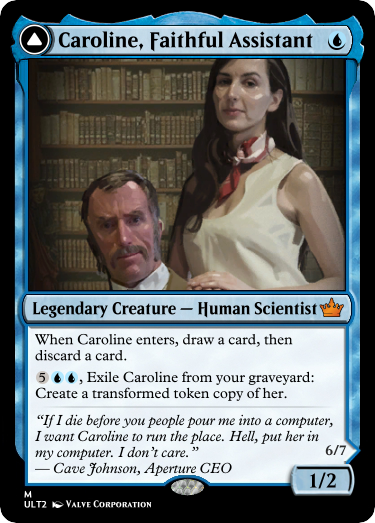 Caroline, Faithful Assistant
Legendary Creature — Human Scientist
When Caroline enters, draw a card, then
discard a card.
5, Exile Caroline from your graveyard:
Create a transformed token copy of her.
“If I die before you people pour me into a computer,
I want Caroline to run the place. Hell, put her in
my computer. I don’t care.”
— Cave Johnson, Aperture CEO
6/7
1/2
M
ULT2 Valve Corporation